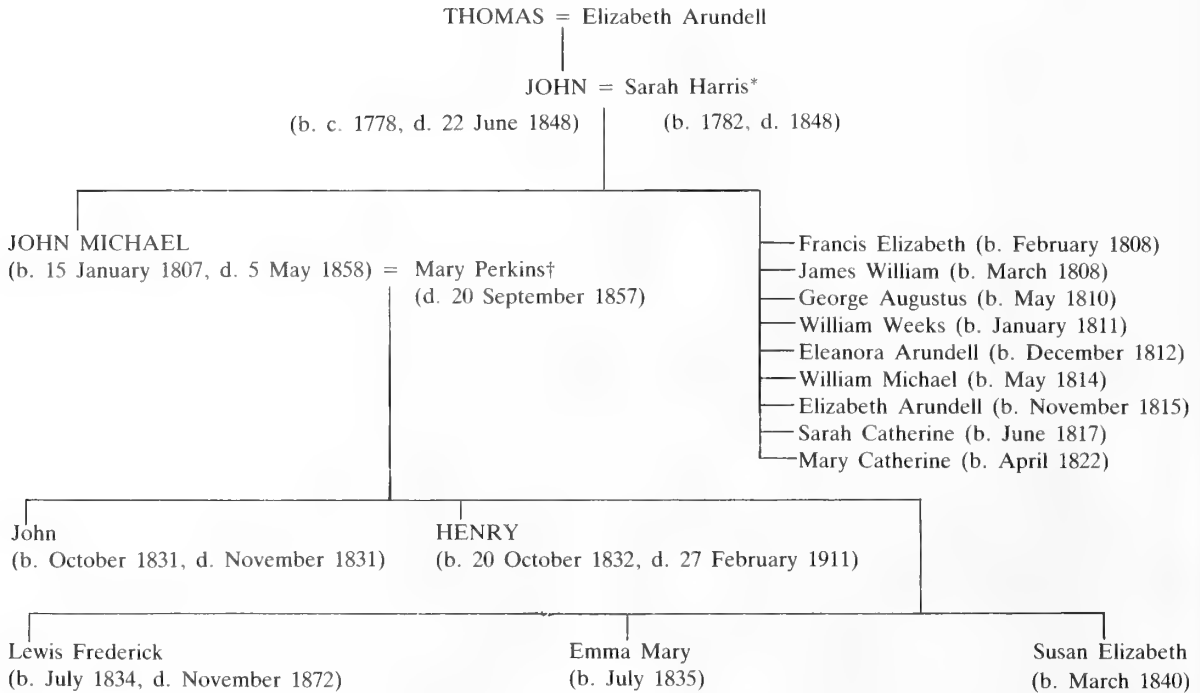 THOMAS = Elizabeth Arundell
JOHN = Sarah Harris*
(b. c. 1778, d. 22 June 1848) (b. 1782, d. 1848)
JOHN MICHAEL
(b. 15 January 1807, d. 5 May 1858) = Mary Perkins†
(d. 20 September 1857)
Francis Elizabeth (b. February 1808)
James William (b. March 1808)
George Augustus (b. May 1810)
William Weeks (b. January 1811)
Eleanora Arundell (b. December 1812)
William Michael (b. May 1814)
Elizabeth Arundell (b. November 1815)
Sarah Catherine (b. June 1817)
Mary Catherine (b. April 1822)
John HENRY
(b. October 1831, d. November 1831) (b. 20 October 1832, d. 27 February 1911)
Lewis Frederick Emma Mary Susan Elizabeth
(b. July 1834, d. November 1872) (b. July 1835) (b. March 1840)